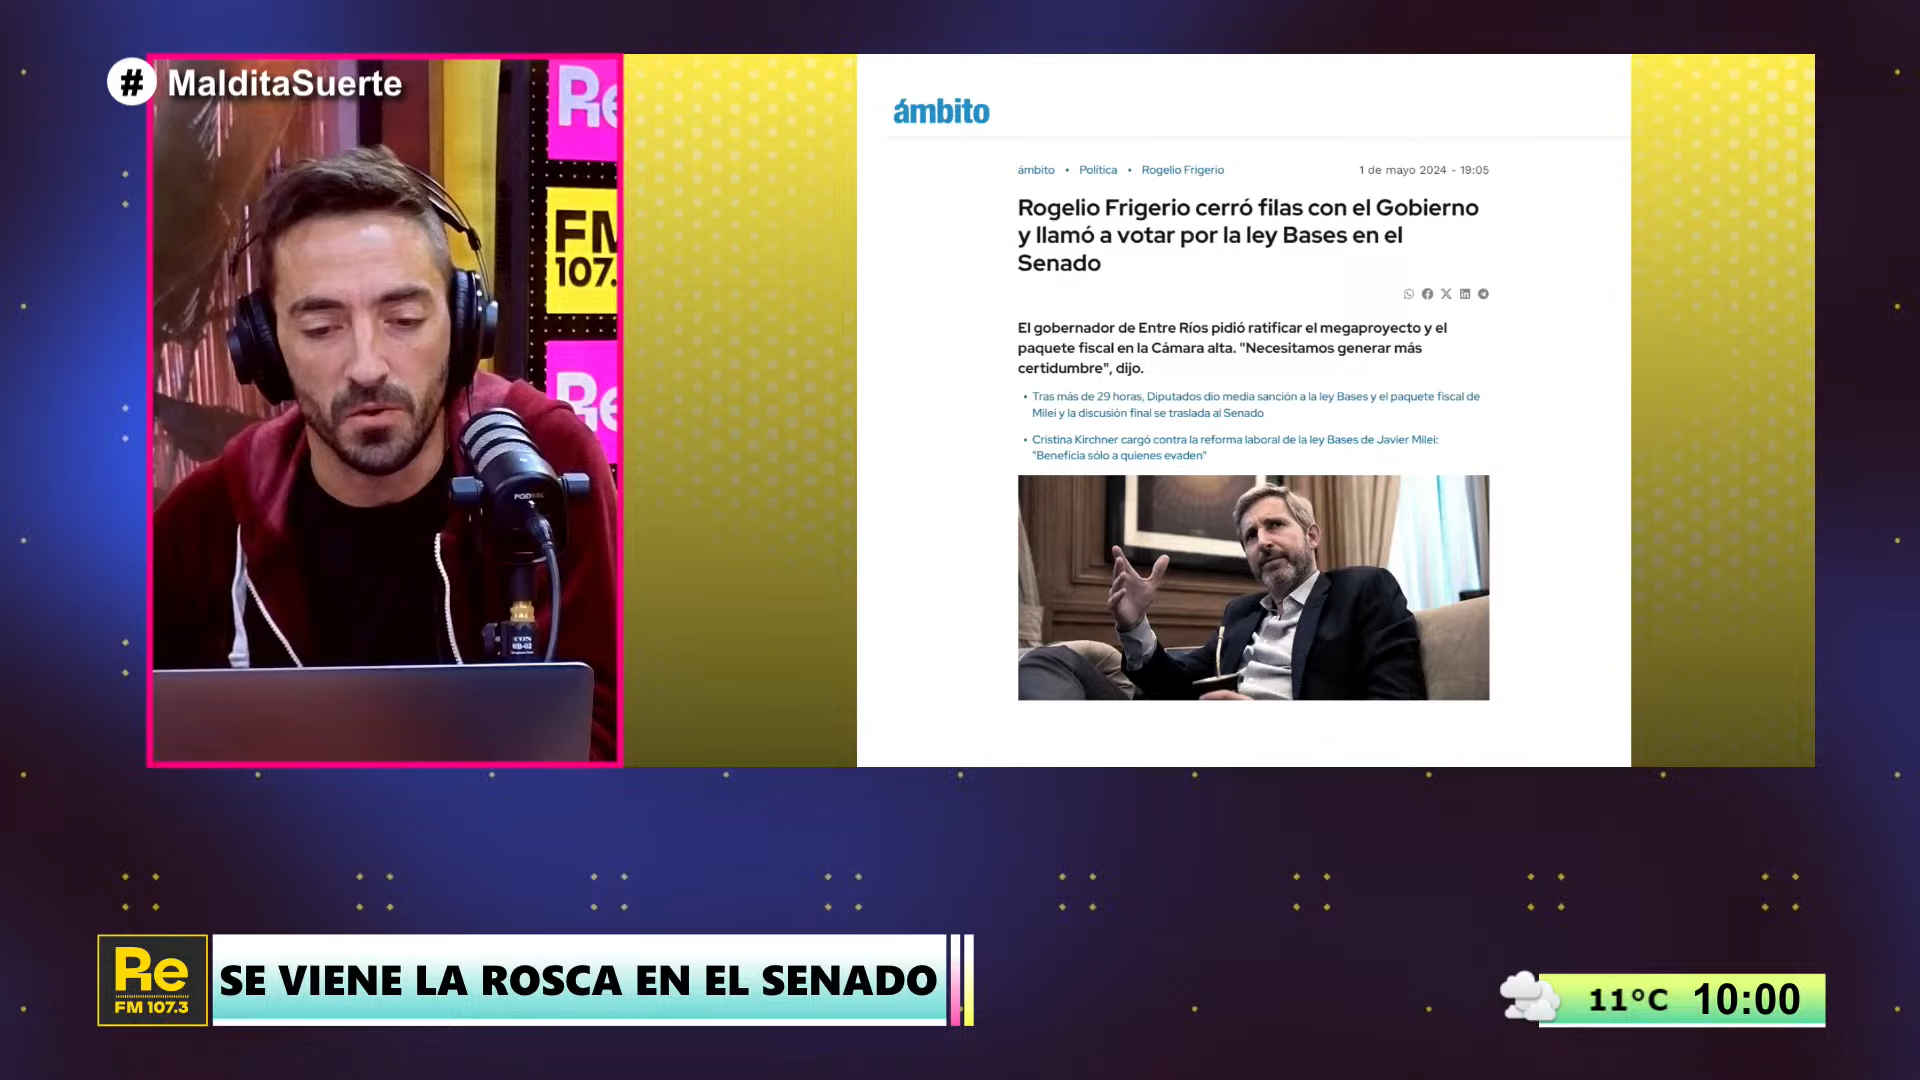 # MalditaSuerte
Re
FM
107.
Re
ámbito
ámbito • Política • Rogelio Frigerio
1 de mayo 2024 - 19:05
Rogelio Frigerio cerró filas con el Gobierno
y llamó a votar por la ley Bases en el
Senado
El gobernador de Entre Ríos pidió ratificar el megaproyecto y el
paquete fiscal en la Cámara alta. "Necesitamos generar más
certidumbre", dijo.
• Tras más de 29 horas, Diputados dio media sanción a la ley Bases y el paquete fiscal de
Milei y la discusión final se traslada al Senado
• Cristina Kirchner cargó contra la reforma laboral de la ley Bases de Javier Milei:
"Beneficia sólo a quienes evaden"
Re
FM 107.3
SE VIENE LA ROSCA EN EL SENADO
11°C 10:00